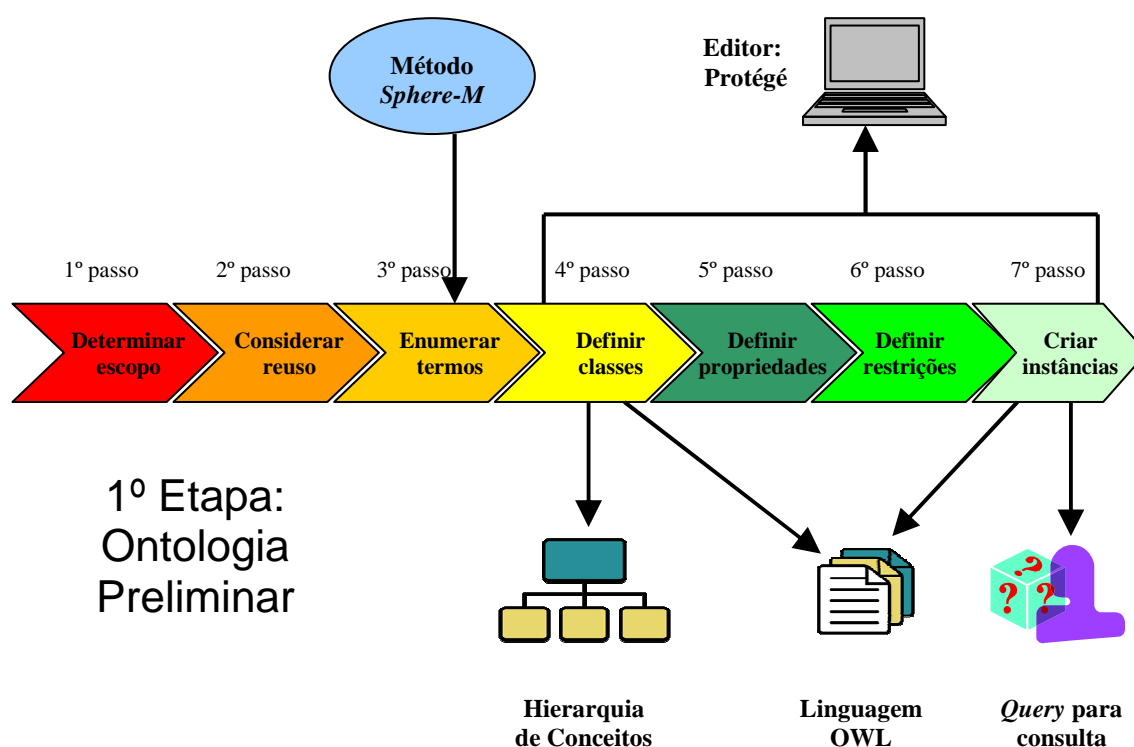 Método
Sphere-M
Editor:
Protégé
1º passo
2º passo
3º passo
4º passo
5º passo
6º passo
7º passo
Determinar
escopo
Considerar
reuso
Enumerar
termos
Definir
classes
Definir
propriedades
Definir
restrições
Criar
instâncias
1º Etapa:
Ontologia
Preliminar
? ? ?
Hierarquia
de Conceitos
Linguagem
OWL
Query para
consulta